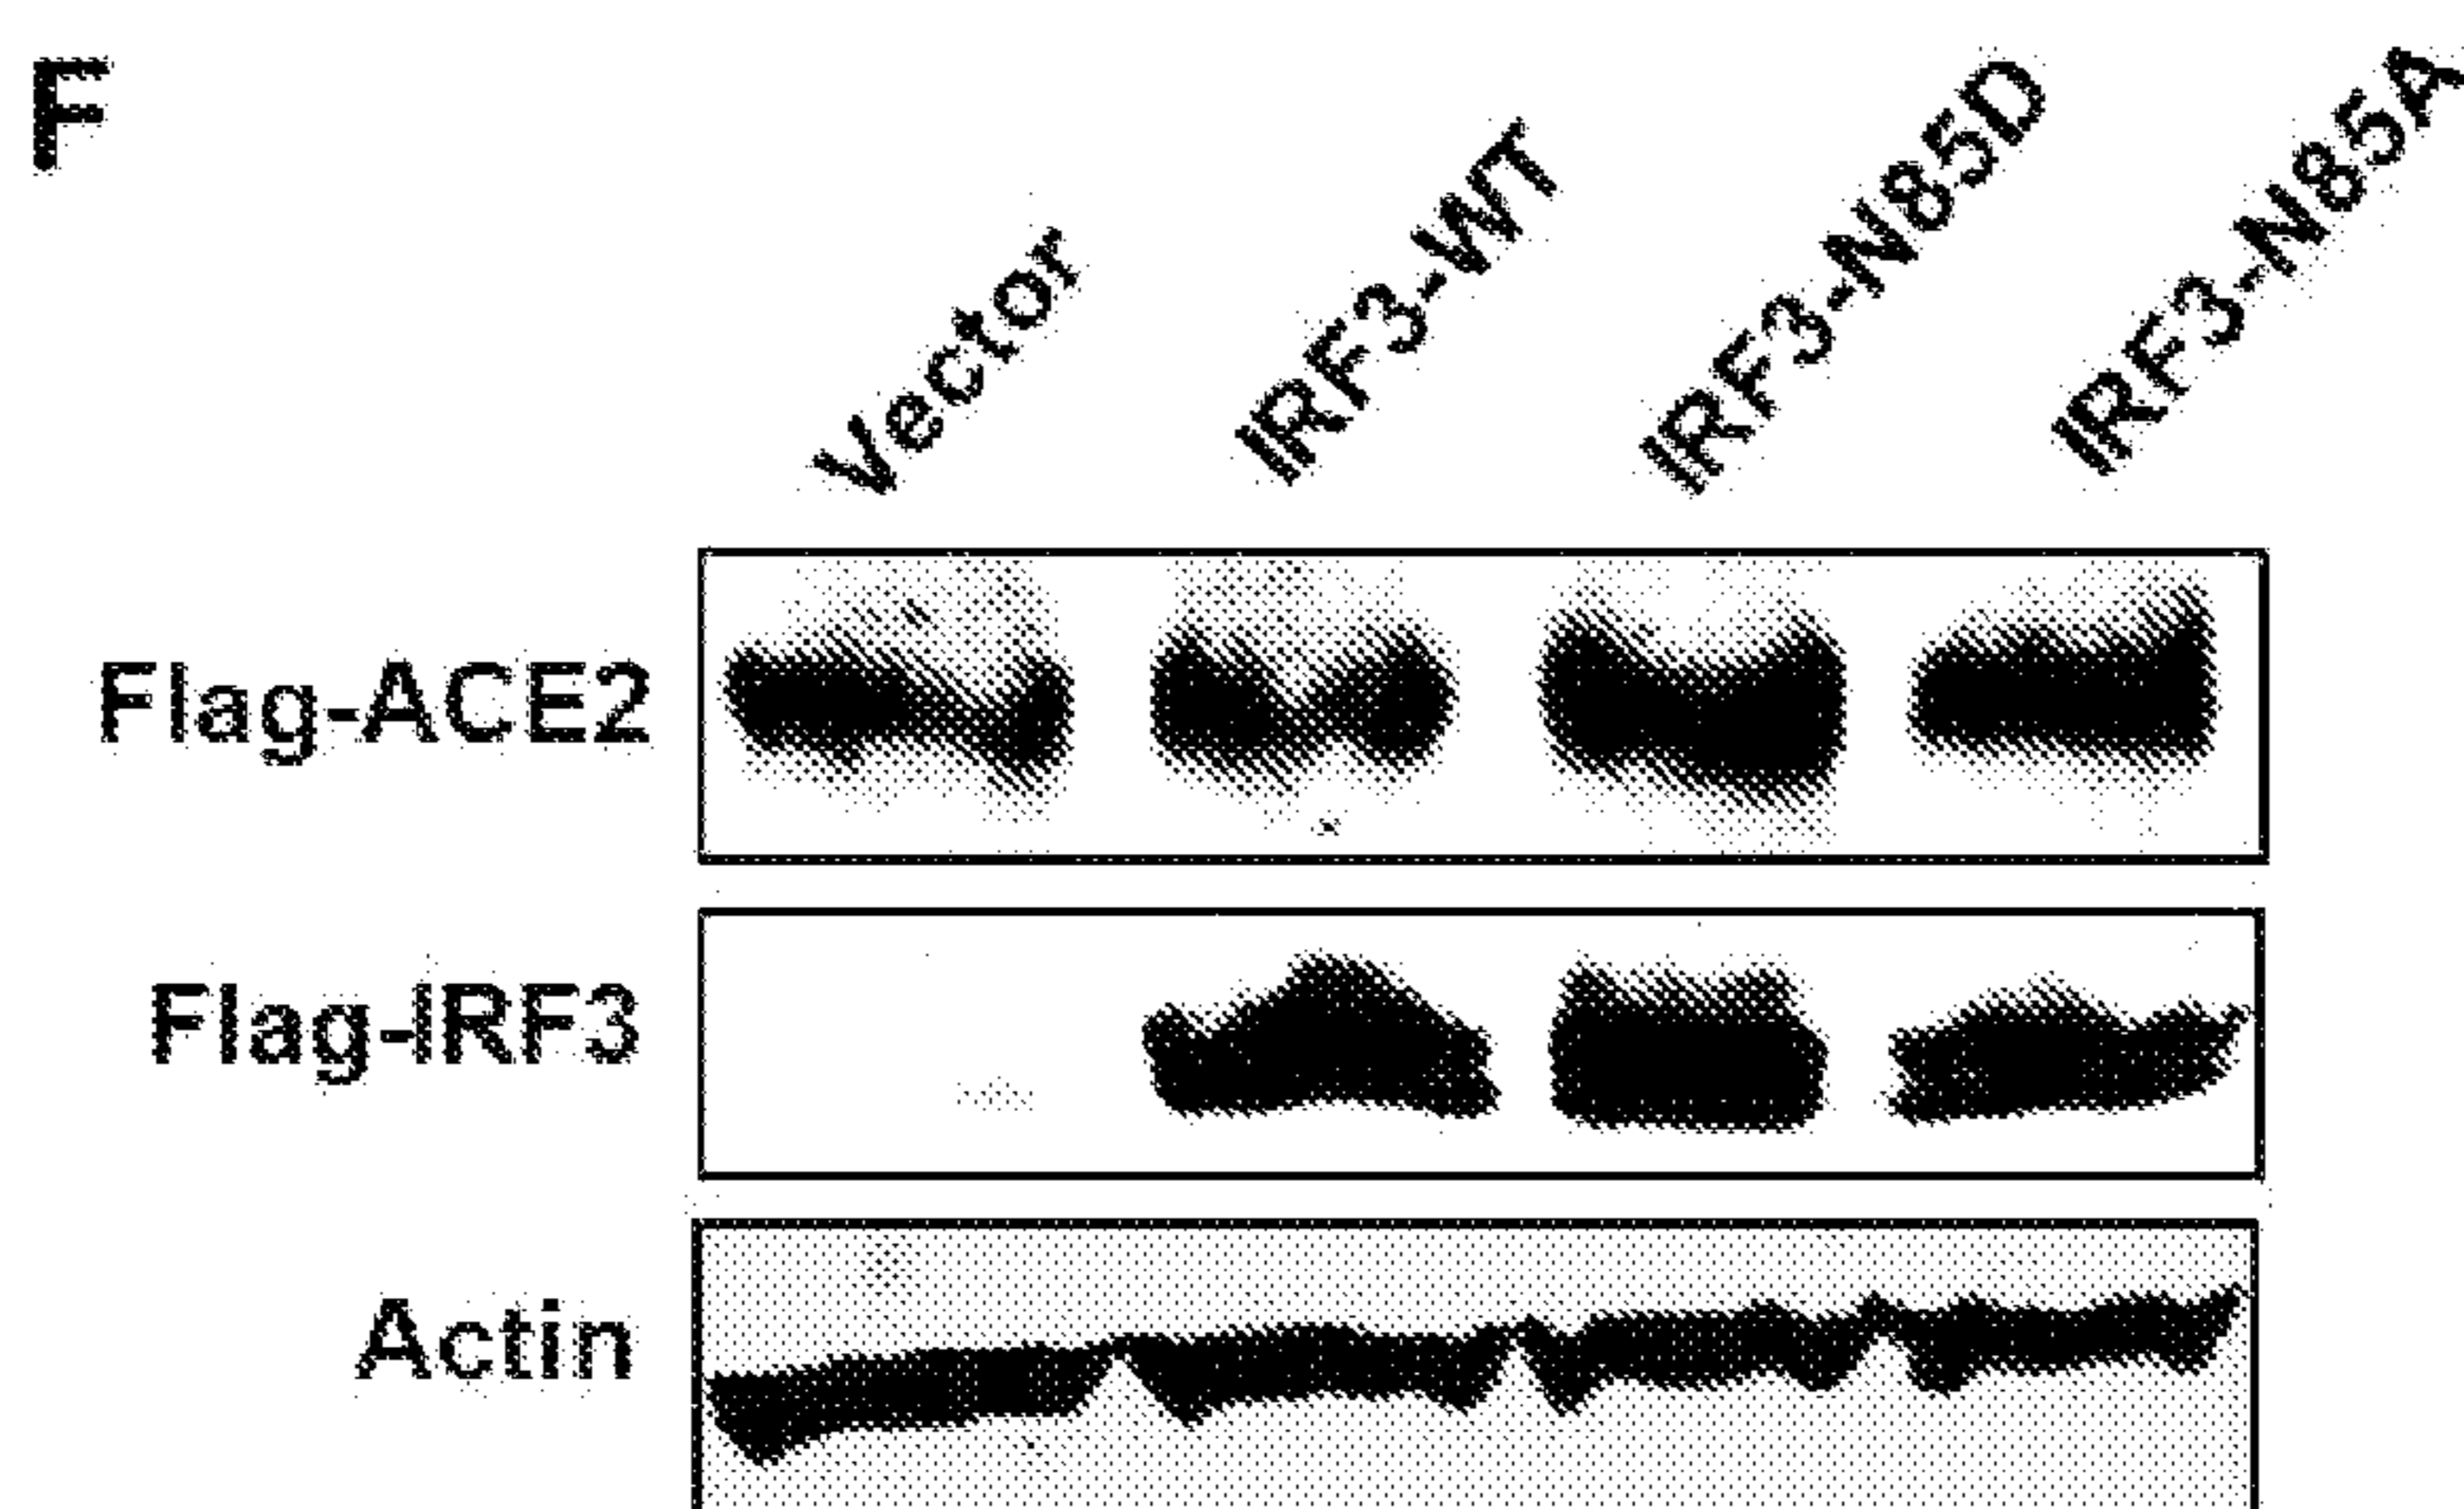 F
Vector
IRF3-WT
IRF3-N85D
IRF3-N85A
Flag-ACE2
Flag-IRF3
Actin